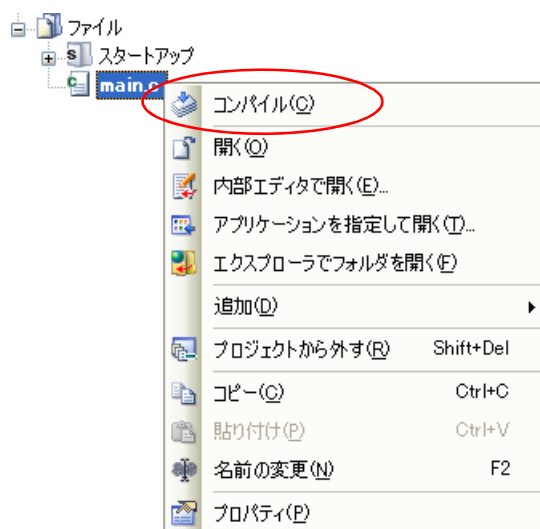 ファイル
スタートアップ
main.c
コンパイル(C)
開く(O)
内部エディタで開く(E)...
アプリケーションを指定して開く(T)...
エクスプローラでフォルダを開く(F)
追加(D)
プロジェクトから外す(R) Shift+Del
コピー(C) Ctrl+C
貼り付け(P) Ctrl+V
名前の変更(N) F2
プロパティ(P)